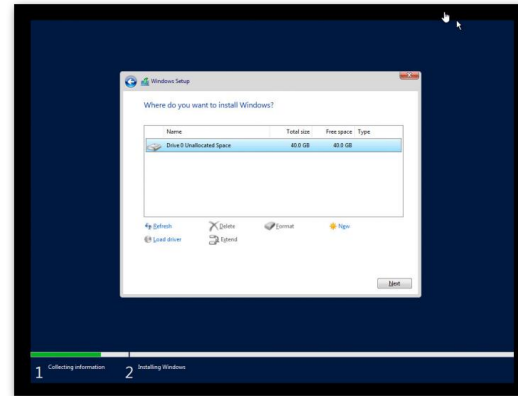 Windows Setup
Where do you want to install Windows?
Name Total size Free space Type
Drive 0 Unallocated Space 40.0 GB 40.0 GB
Refresh Delete Format New
Load driver Extend
Next
1 Collecting information 2 Installing Windows